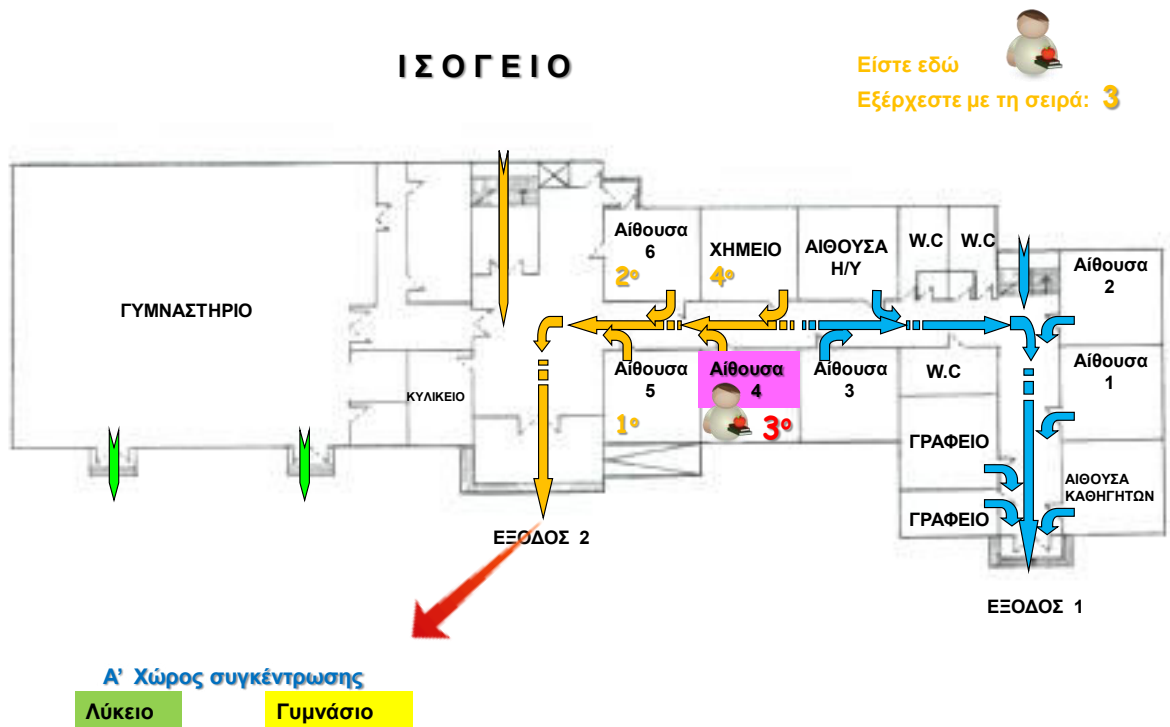 ΙΣΟΓΕΙΟ
Είστε εδώ
Εξέρχεστε με τη σειρά: 3
Αίθουσα
6
2ο
ΧΗΜΕΙΟ
4ο
ΑΙΘΟΥΣΑ
Η/Υ
W.C
W.C
Αίθουσα
2
ΓΥΜΝΑΣΤΗΡΙΟ
ΚΥΛΙΚΕΙΟ
Αίθουσα
5
1ο
Αίθουσα
4
3ο
Αίθουσα
3
W.C
Αίθουσα
1
ΓΡΑΦΕΙΟ
ΑΙΘΟΥΣΑ
ΚΑΘΗΓΗΤΩΝ
ΓΡΑΦΕΙΟ
ΕΞΟΔΟΣ 2
ΕΞΟΔΟΣ 1
Α' Χώρος συγκέντρωσης
Λύκειο
Γυμνάσιο